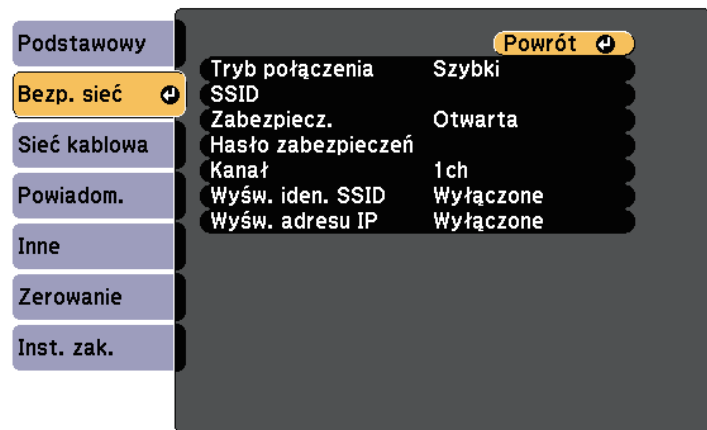 Podstawowy
Bezp. sieć
Sieć kablowa
Powiadom.
Inne
Zerowanie
Inst. zak.
Powrót
Tryb połączenia Szybki
SSID
Zabezpiecz. Otwarta
Hasło zabezpieczeń
Kanał 1ch
Wyśw. iden. SSID Wyłączone
Wyśw. adresu IP Wyłączone